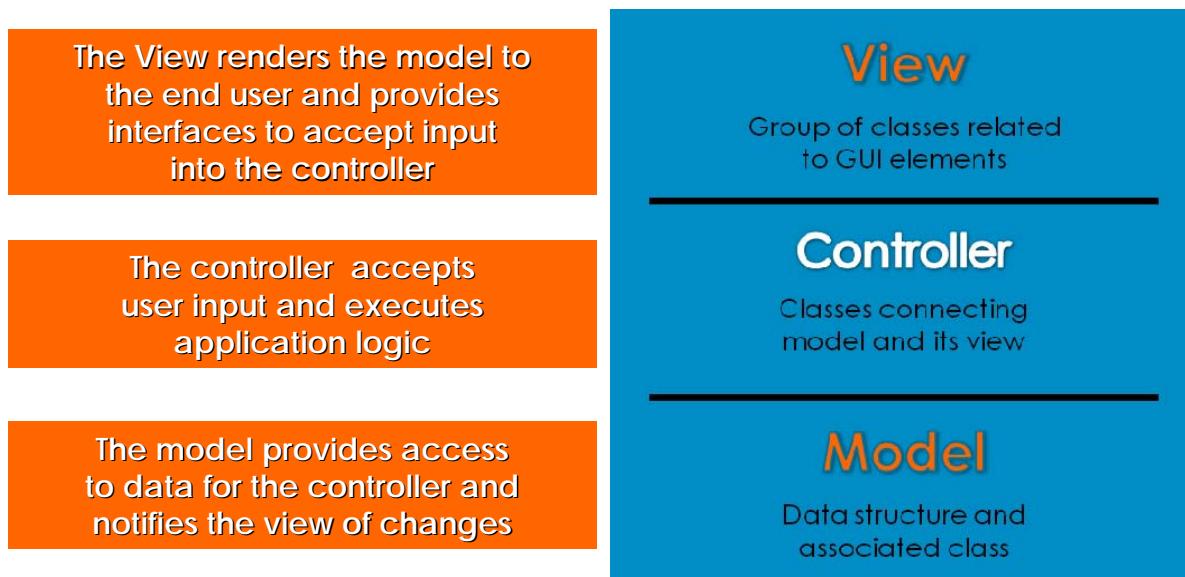 The View renders the model to
the end user and provides
interfaces to accept input
into the controller
The controller accepts
user input and executes
application logic
The model provides access
to data for the controller and
notifies the view of changes
View
Group of classes related
to GUI elements
Controller
Classes connecting
model and its view
Model
Data structure and
associated class